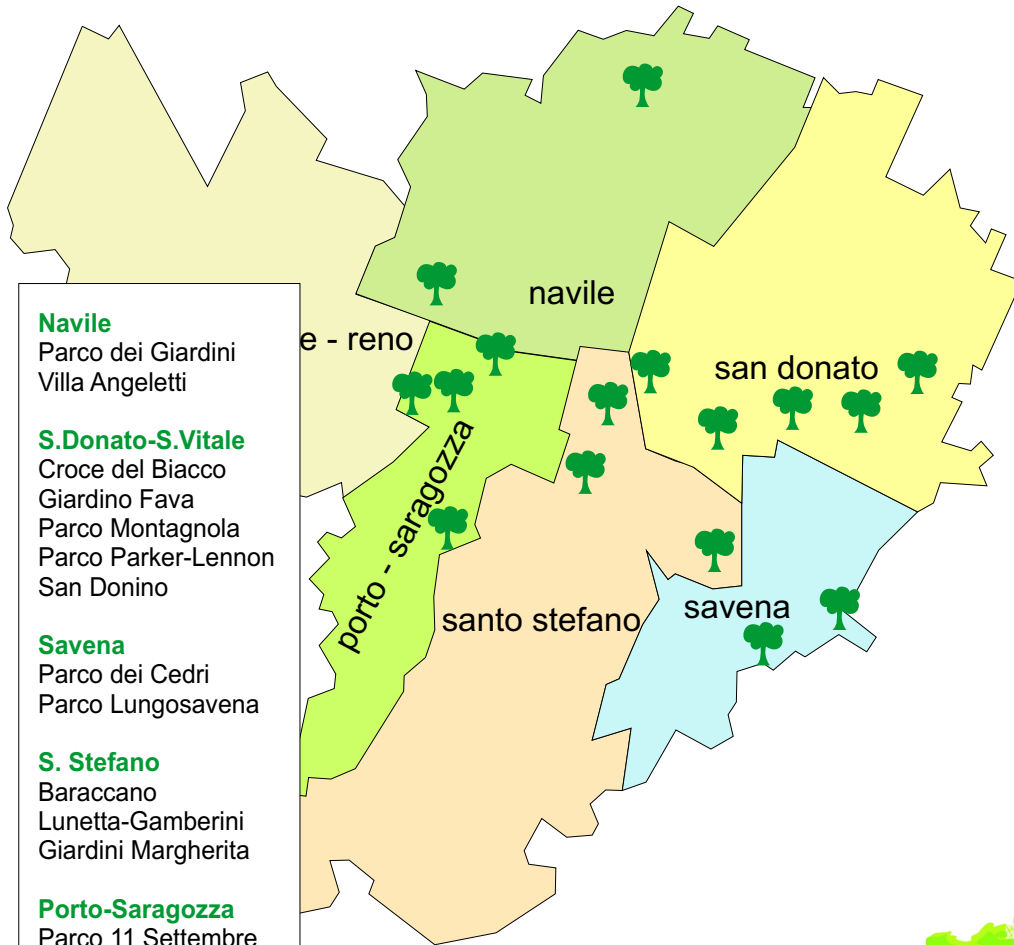 Navile
Parco dei Giardini
Villa Angeletti
S.Donato-S.Vitale
Croce del Biacco
Giardino Fava
Parco Montagnola
Parco Parker-Lennon
San Donino
Savena
Parco dei Cedri
Parco Lungosavena
S. Stefano
Baraccano
Lunetta-Gamberini
Giardini Margherita
Porto-Saragozza
Parco 11 Settembre
navile
e - reno
san donato
porto - saragozza
santo stefano
savena